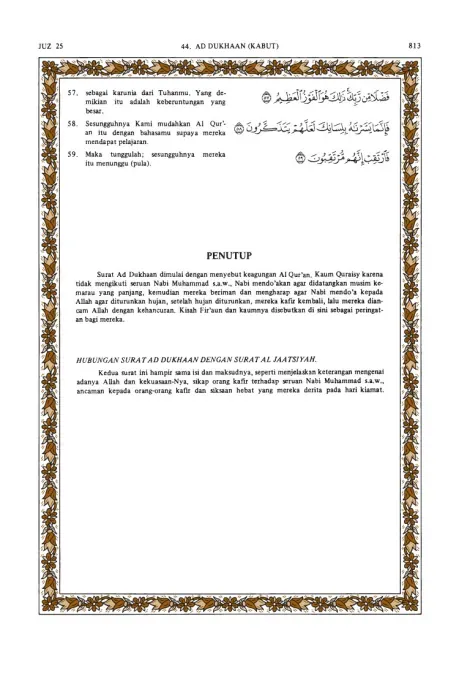 JUZ 25
44. AD DUKHAAN (KABUT)
813
57. sebagai karunia dari Tuhanmu. Yang de-
mikian itu adalah keberuntungan yang
besar.
فَضْلًا مِّن رَّبِّكَ ذَٰلِكَ هُوَ الْفَوْزُ الْعَظِيمُ ﴿٥٧﴾
58. Sesungguhnya Kami mudahkan Al Qur'-
an itu dengan bahasamu supaya mereka
mendapat pelajaran.
فَإِنَّمَا يَسَّرْنَاهُ بِلِسَانِكَ لَعَلَّهُمْ يَتَذَكَّرُونَ ﴿٥٨﴾
59. Maka tunggulah; sesungguhnya mereka
itu menunggu (pula).
فَارْتَقِبْ إِنَّهُم مُّرْتَقِبُونَ ﴿٥٩﴾
PENUTUP
Surat Ad Dukhaan dimulai dengan menyebut keagungan Al Qur'an. Kaum Quraisy karena
tidak mengikuti seruan Nabi Muhammad s.a.w., Nabi mendo'akan agar didatangkan musim ke-
marau yang panjang, kemudian mereka beriman dan mengharap agar Nabi mendo'a kepada
Allah agar diturunkan hujan, setelah hujan diturunkan, mereka kafir kembali, lalu mereka dian-
cam Allah dengan kehancuran. Kisah Fir'aun dan kaumnya disebutkan di sini sebagai peringat-
an bagi mereka.
HUBUNGAN SURAT AD DUKHAAN DENGAN SURAT AL JAATSIYAH.
Kedua surat ini hampir sama isi dan maksudnya, seperti menjelaskan keterangan mengenai
adanya Allah dan kekuasaan-Nya, sikap orang kafir terhadap seruan Nabi Muhammad s.a.w.,
ancaman kepada orang-orang kafir dan siksaan hebat yang mereka derita pada hari kiamat.